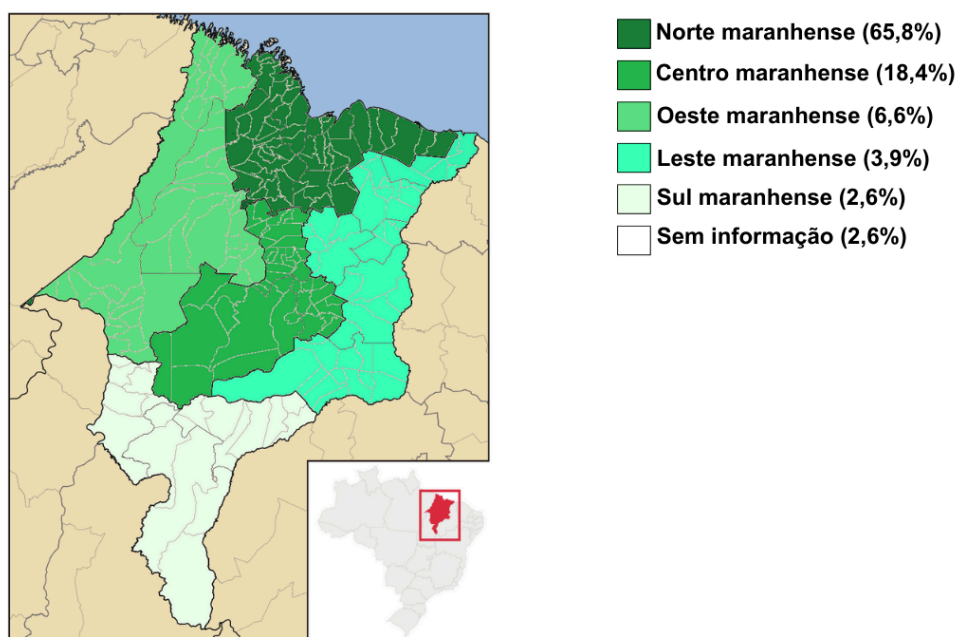 Norte maranhense (65,8%)
Centro maranhense (18,4%)
Oeste maranhense (6,6%)
Leste maranhense (3,9%)
Sul maranhense (2,6%)
Sem informação (2,6%)